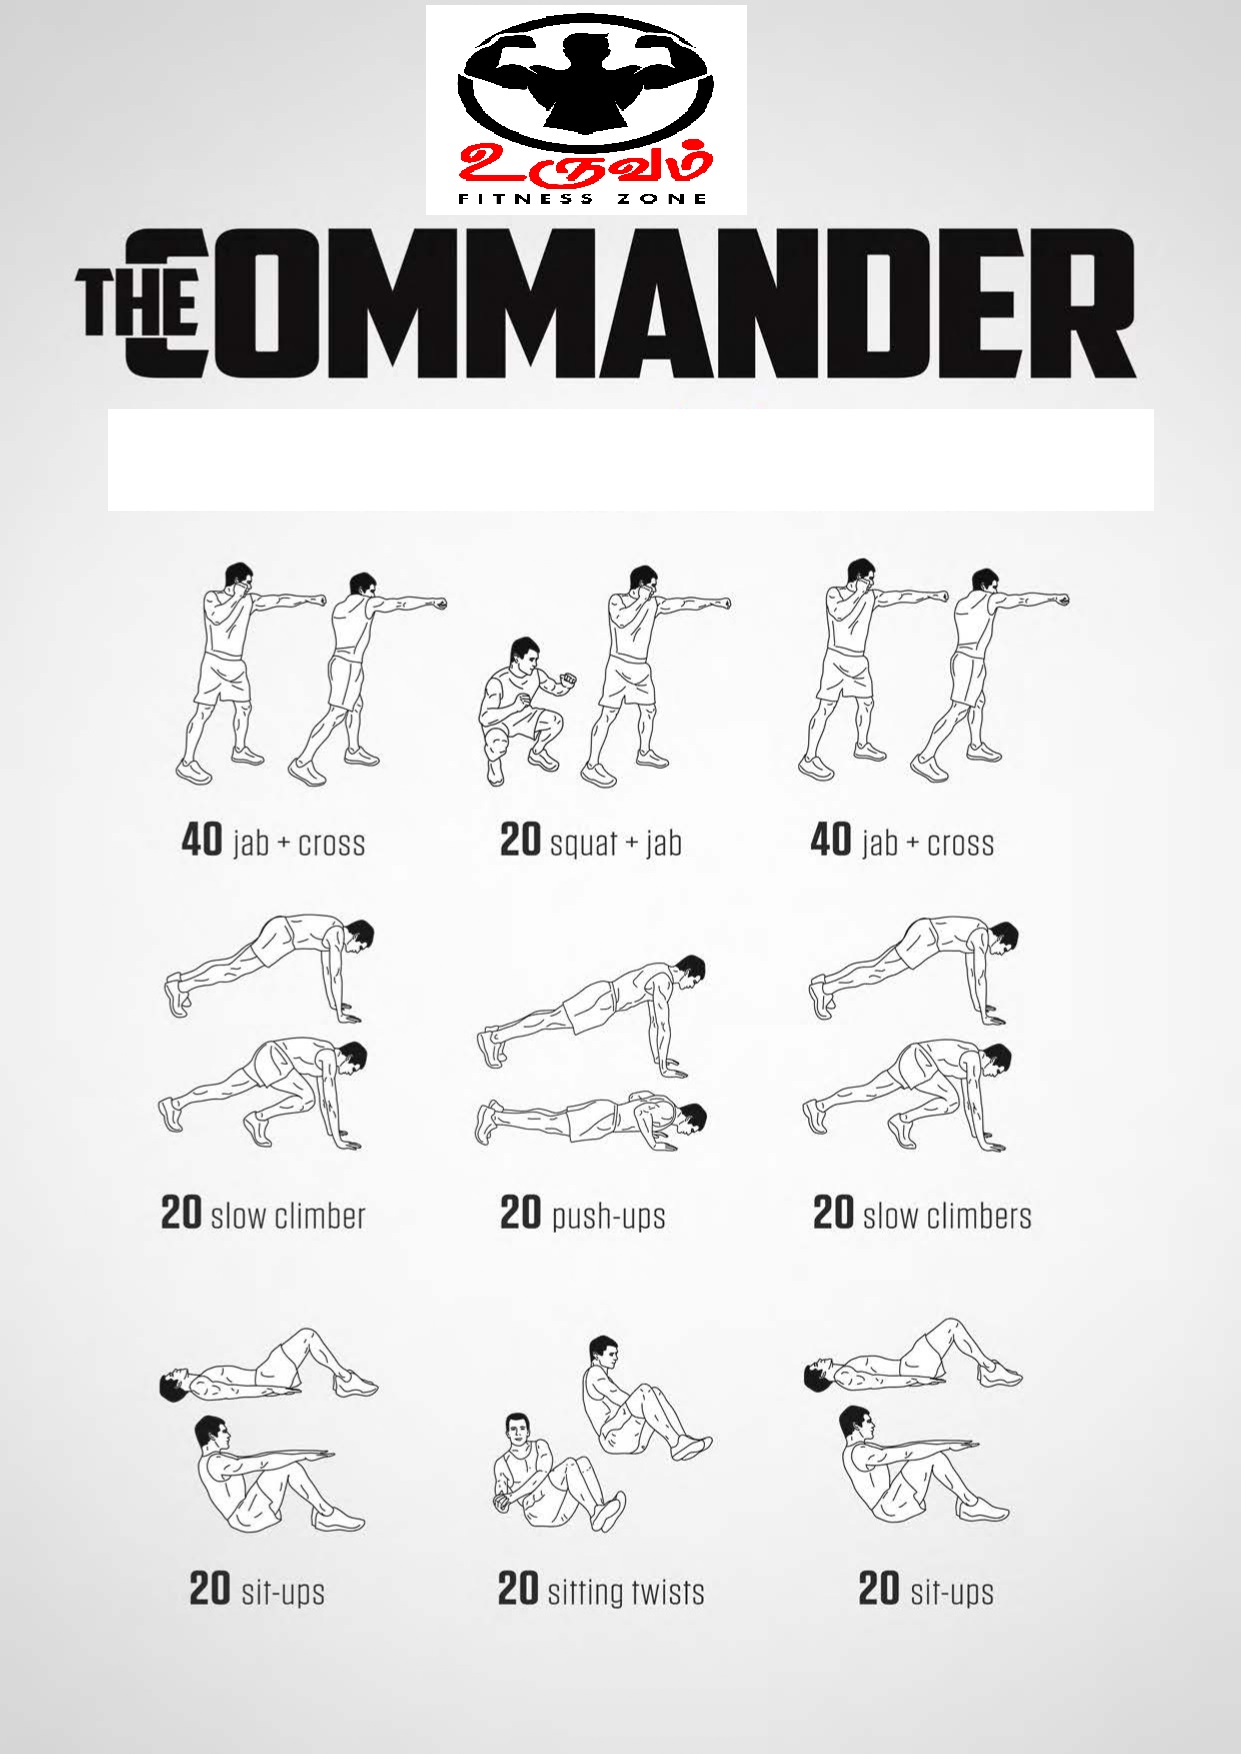 உருவம்
FITNESS ZONE
THE COMMANDER
40 jab + cross
20 squat + jab
40 jab + cross
20 slow climber
20 push-ups
20 slow climbers
20 sit-ups
20 sitting twists
20 sit-ups